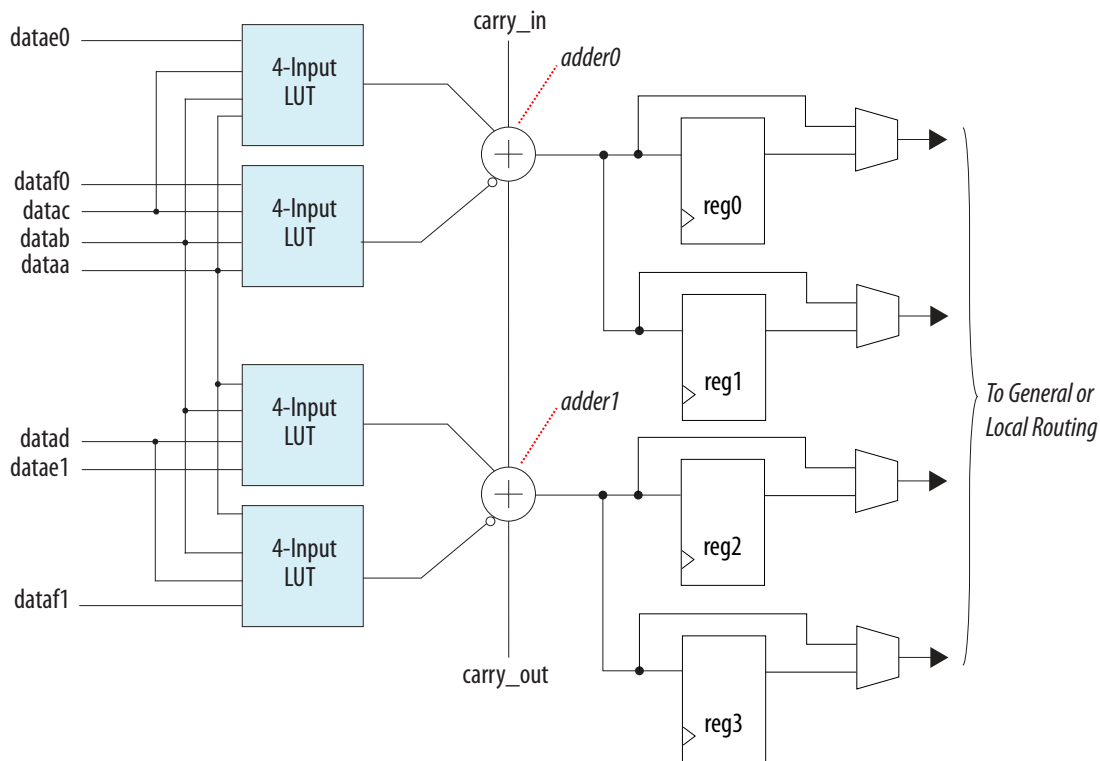 carry_in
datae0
adder0
4-Input
LUT
dataf0
datac
datab
dataa
4-Input
LUT
reg0
reg1
4-Input
LUT
adder1
To General or
Local Routing
datad
datae1
4-Input
LUT
reg2
dataf1
carry_out
reg3